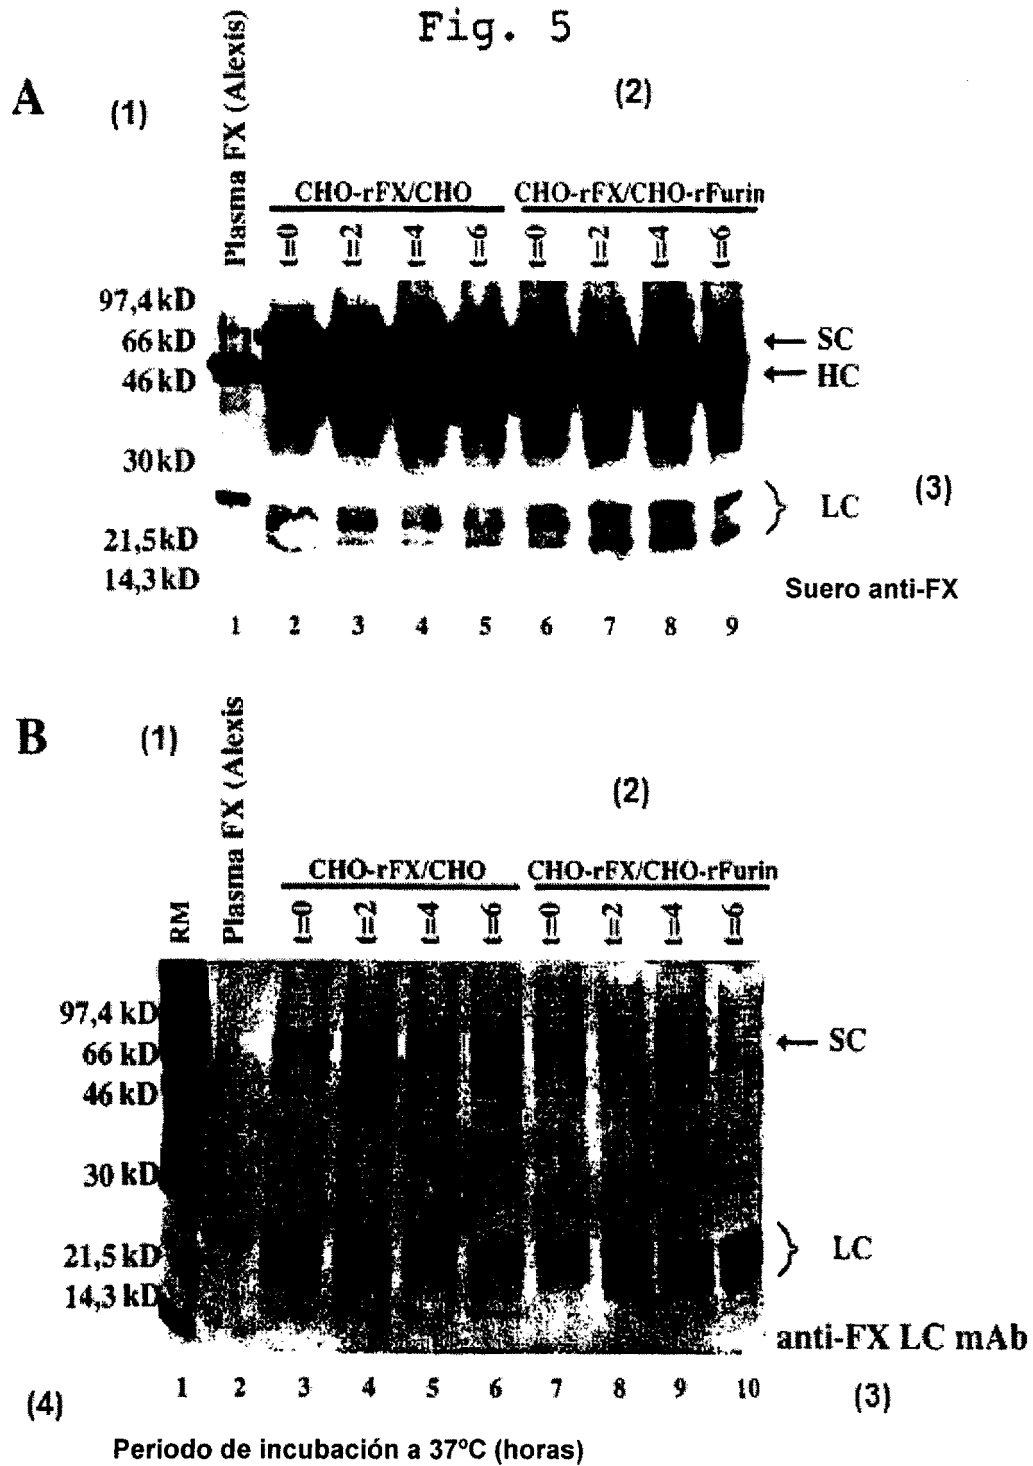 Fig. 5
A
(1)
Plasma FX (Alexis)
(2)
CHO-rFX/CHO CHO-rFX/CHO-rFurin
t=0 t=2 t=4 t=6 t=0 t=2 t=4 t=6
97,4 kD
66 kD
46 kD
30 kD
21,5 kD
14,3 kD
SC
HC
LC
(3)
Suero anti-FX
1 2 3 4 5 6 7 8 9
B
(1)
RM
Plasma FX (Alexis
(2)
CHO-rFX/CHO CHO-rFX/CHO-rFurin
t=0 t=2 t=4 t=6 t=0 t=2 t=4 t=6
97,4 kD
66 kD
46 kD
30 kD
21,5 kD
14,3 kD
SC
LC
anti-FX LC mAb
1 2 3 4 5 6 7 8 9 10
(3)
(4)
Periodo de incubación a 37ºC (horas)